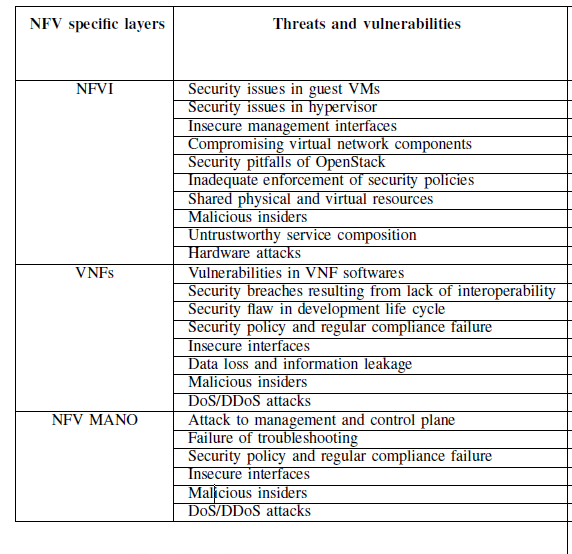 NFV specific layers Threats and vulnerabilities
NFVI Security issues in guest VMs
Security issues in hypervisor
Insecure management interfaces
Compromising virtual network components
Security pitfalls of OpenStack
Inadequate enforcement of security policies
Shared physical and virtual resources
Malicious insiders
Untrustworthy service composition
Hardware attacks
VNFs Vulnerabilities in VNF softwares
Security breaches resulting from lack of interoperability
Security flaw in development life cycle
Security policy and regular compliance failure
Insecure interfaces
Data loss and information leakage
Malicious insiders
DoS/DDoS attacks
NFV MANO Attack to management and control plane
Failure of troubleshooting
Security policy and regular compliance failure
Insecure interfaces
Malicious insiders
DoS/DDoS attacks